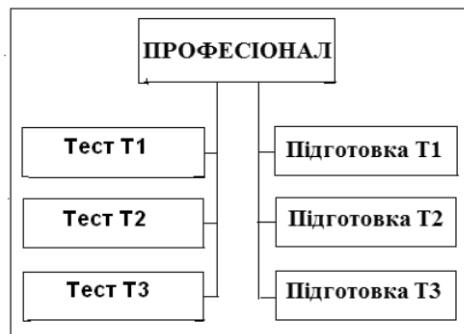 ПРОФЕСІОНАЛ
Тест Т1
Підготовка Т1
Тест Т2
Підготовка Т2
Тест Т3
Підготовка Т3